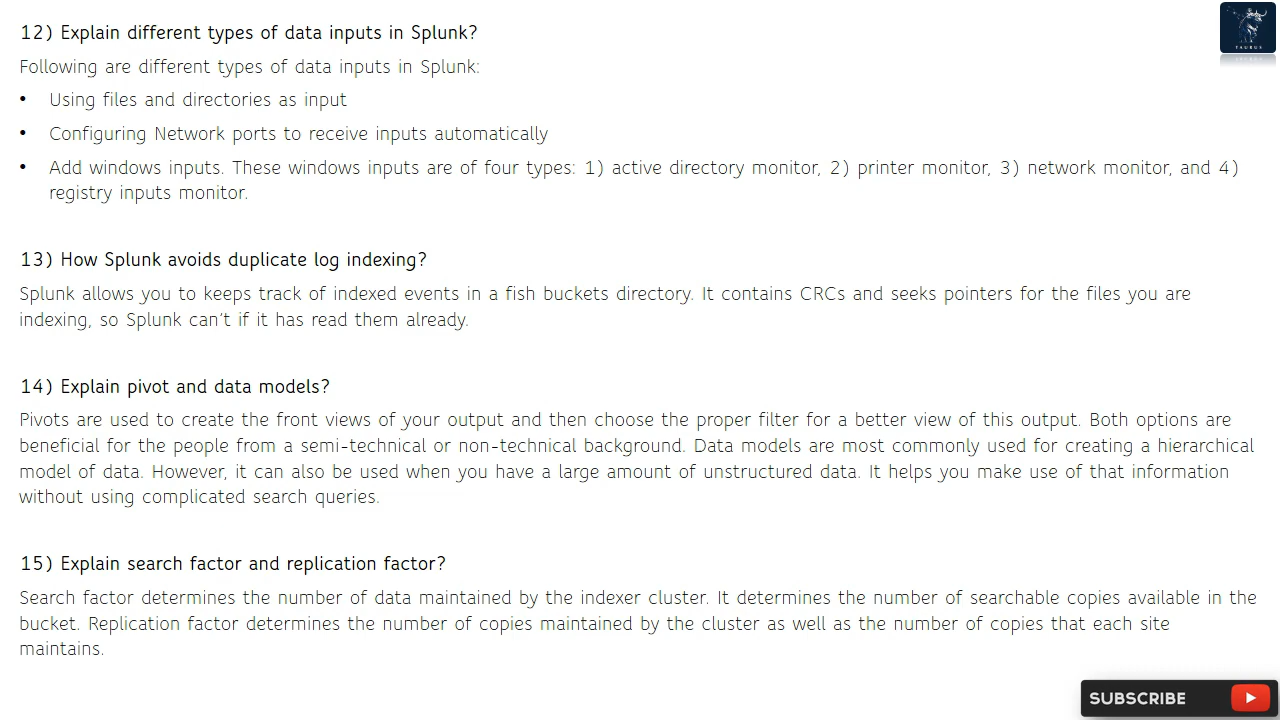 12) Explain different types of data inputs in Splunk?
Following are different types of data inputs in Splunk:
• Using files and directories as input
• Configuring Network ports to receive inputs automatically
• Add windows inputs. These windows inputs are of four types: 1) active directory monitor, 2) printer monitor, 3) network monitor, and 4)
registry inputs monitor.
13) How Splunk avoids duplicate log indexing?
Splunk allows you to keeps track of indexed events in a fish buckets directory. It contains CRCs and seeks pointers for the files you are
indexing, so Splunk can't if it has read them already.
14) Explain pivot and data models?
Pivots are used to create the front views of your output and then choose the proper filter for a better view of this output. Both options are
beneficial for the people from a semi-technical or non-technical background. Data models are most commonly used for creating a hierarchical
model of data. However, it can also be used when you have a large amount of unstructured data. It helps you make use of that information
without using complicated search queries.
15) Explain search factor and replication factor?
Search factor determines the number of data maintained by the indexer cluster. It determines the number of searchable copies available in the
bucket. Replication factor determines the number of copies maintained by the cluster as well as the number of copies that each site
maintains.
TAURUS
SUBSCRIBE